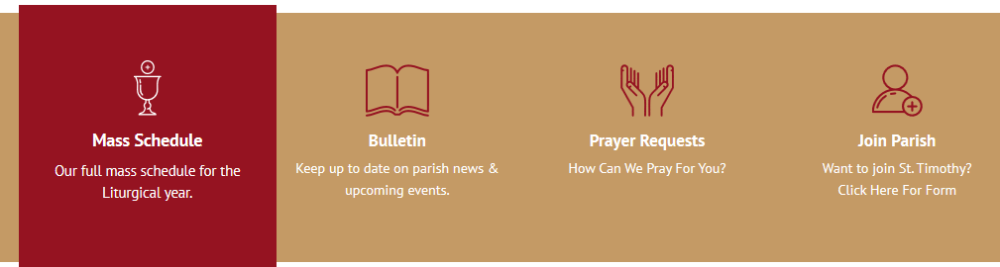 Mass Schedule
Our full mass schedule for the
Liturgical year.
Bulletin
Keep up to date on parish news &
upcoming events.
Prayer Requests
How Can We Pray For You?
Join Parish
Want to join St. Timothy?
Click Here For Form